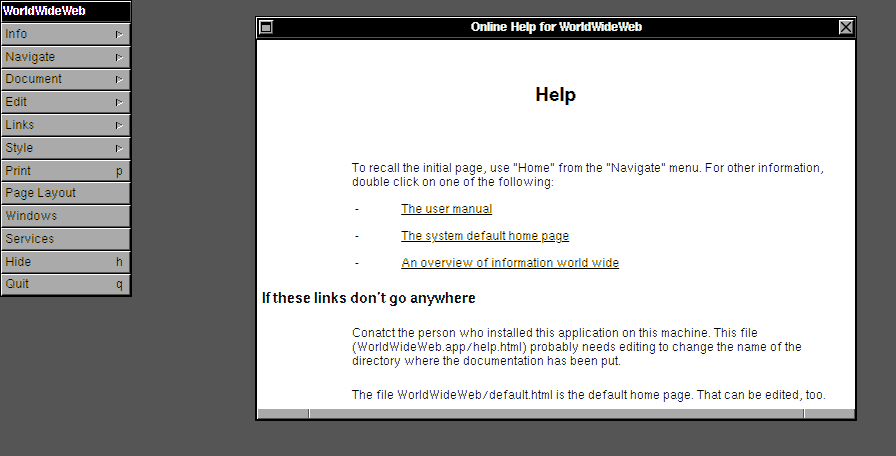 WorldWideWeb
Info
Navigate
Document
Edit
Links
Style
Print p
Page Layout
Windows
Services
Hide h
Quit q
Online Help for WorldWideWeb
Help
To recall the initial page, use "Home" from the "Navigate" menu. For other information,
double click on one of the following:
- The user manual
- The system default home page
- An overview of information world wide
If these links don't go anywhere
Conatct the person who installed this application on this machine. This file
(WorldWideWeb.app/help.html) probably needs editing to change the name of the
directory where the documentation has been put.
The file WorldWideWeb/default.html is the default home page. That can be edited, too.